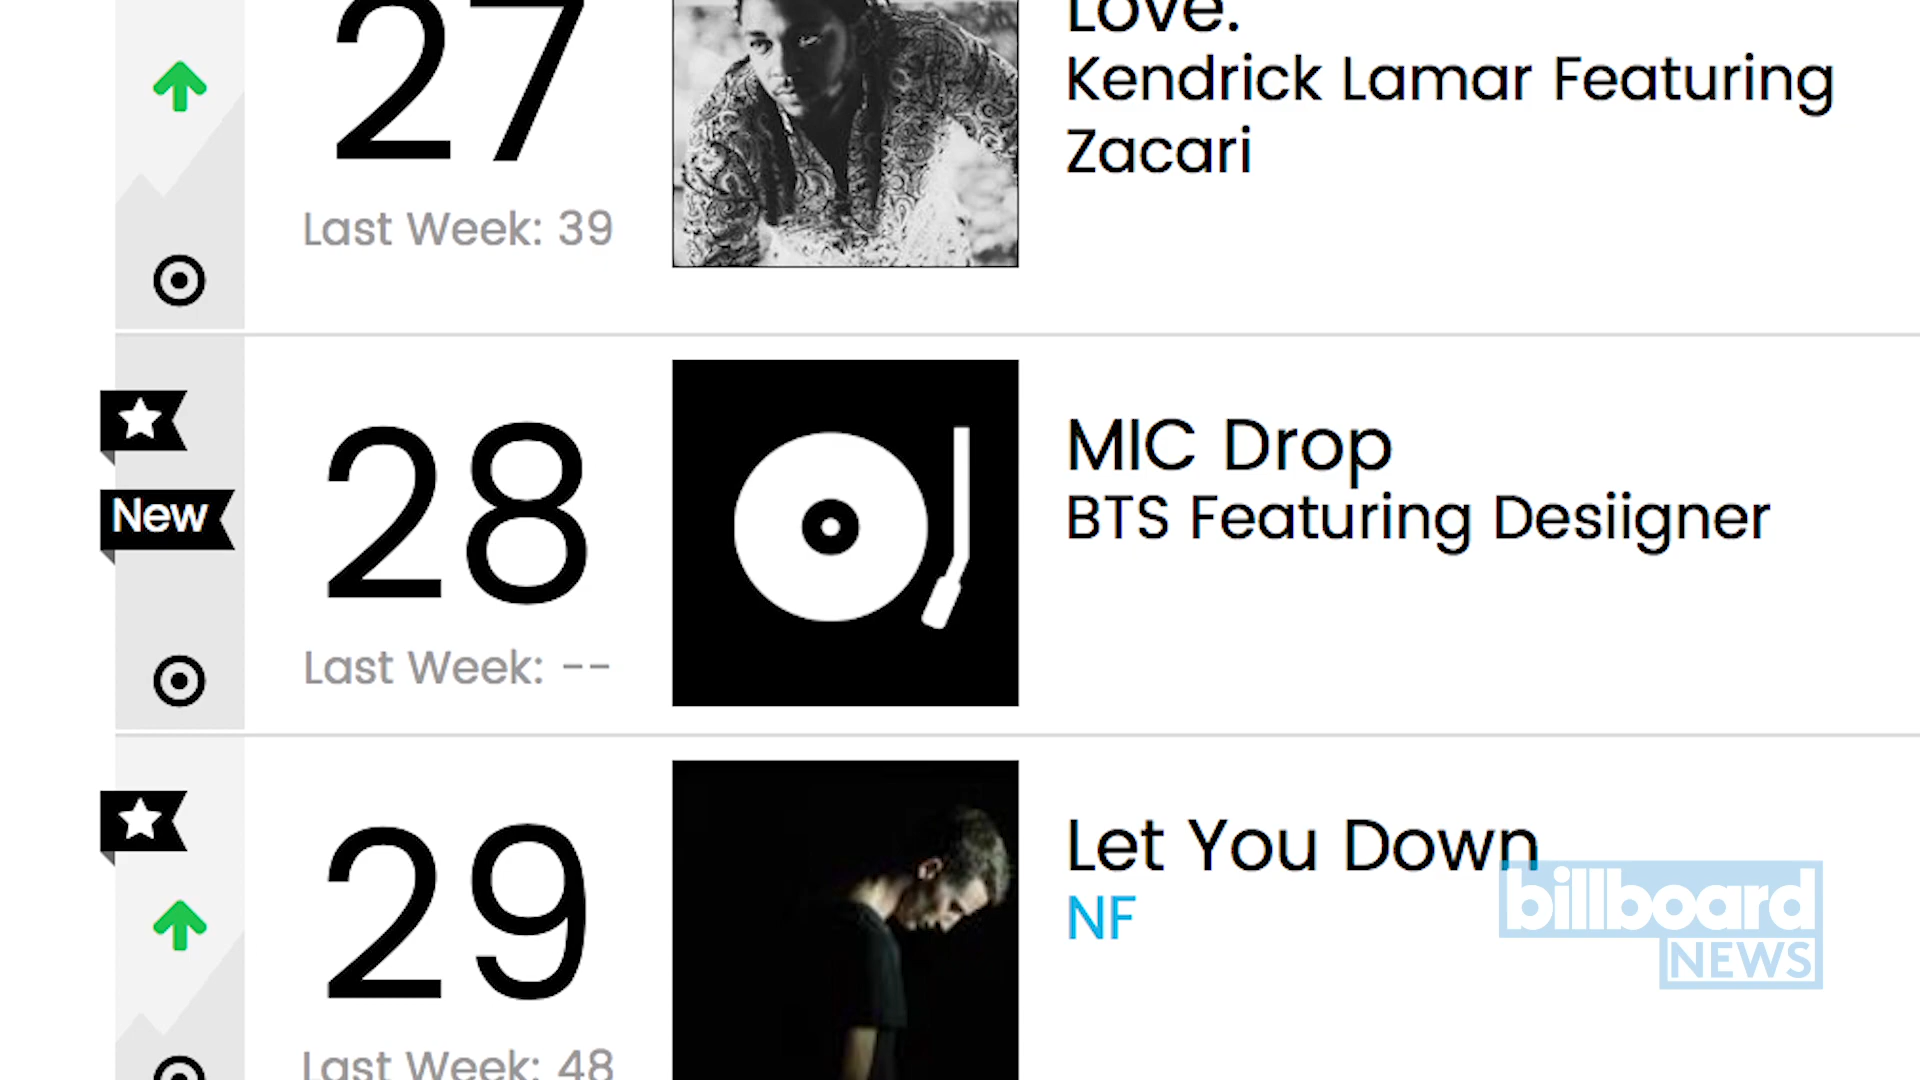 27
Love.
Kendrick Lamar Featuring
Zacari
Last Week: 39
New
28
MIC Drop
BTS Featuring Desiigner
Last Week: --
29
Let You Down
NF
billboard
NEWS
Last Week: 48